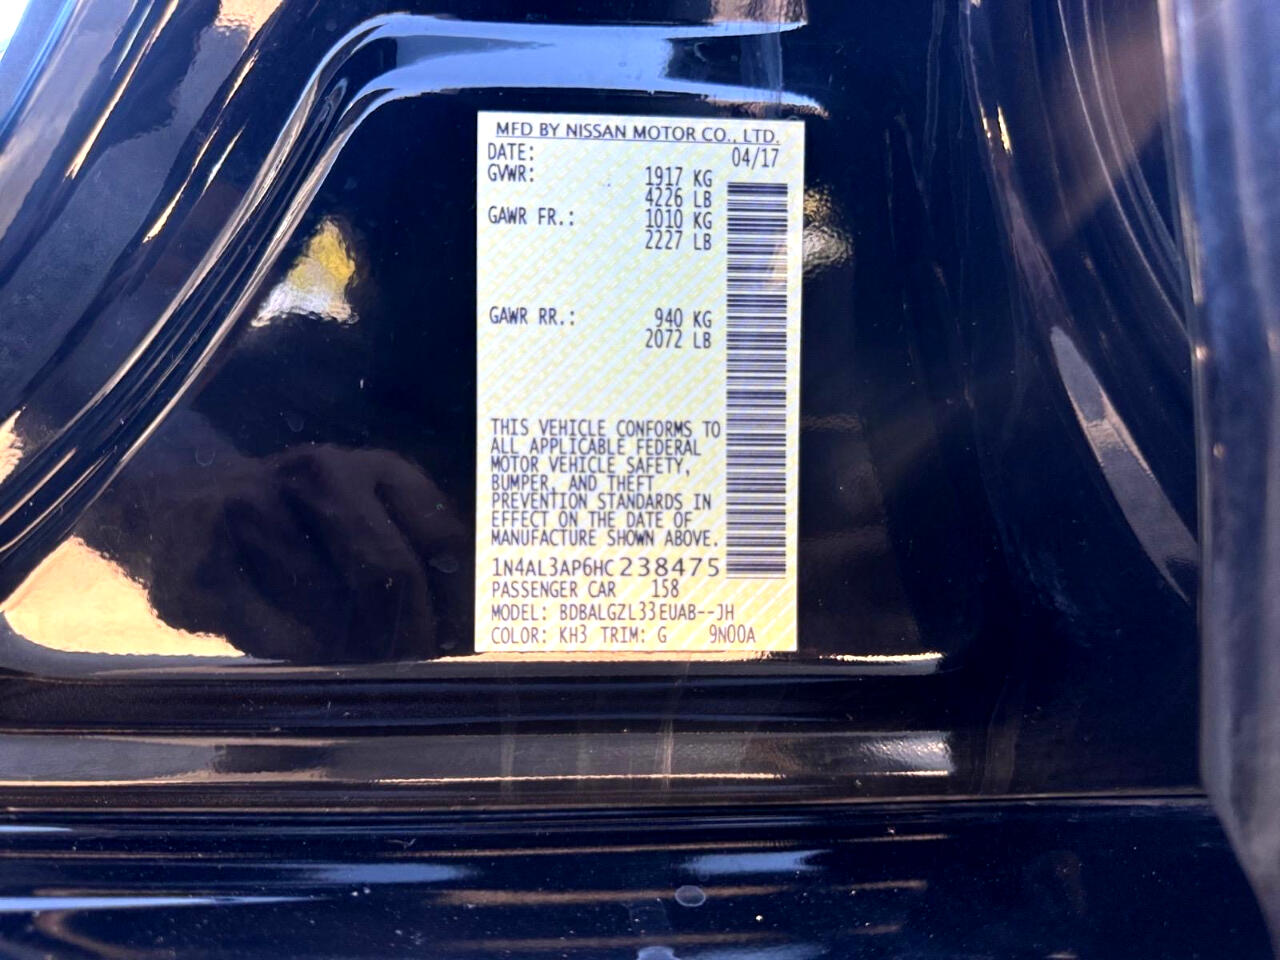 MFD BY NISSAN MOTOR CO., LTD.
DATE: 04/17
GVWR: 1917 KG
4226 LB
GAWR FR.: 1010 KG
2227 LB
GAWR RR.: 940 KG
2072 LB
THIS VEHICLE CONFORMS TO
ALL APPLICABLE FEDERAL
MOTOR VEHICLE SAFETY,
BUMPER, AND THEFT
PREVENTION STANDARDS IN
EFFECT ON THE DATE OF
MANUFACTURE SHOWN ABOVE.
1N4AL3AP6HC238475
PASSENGER CAR 158
MODEL: BDBALGZL33EUAB--JH
COLOR: KH3 TRIM: G 9N00A